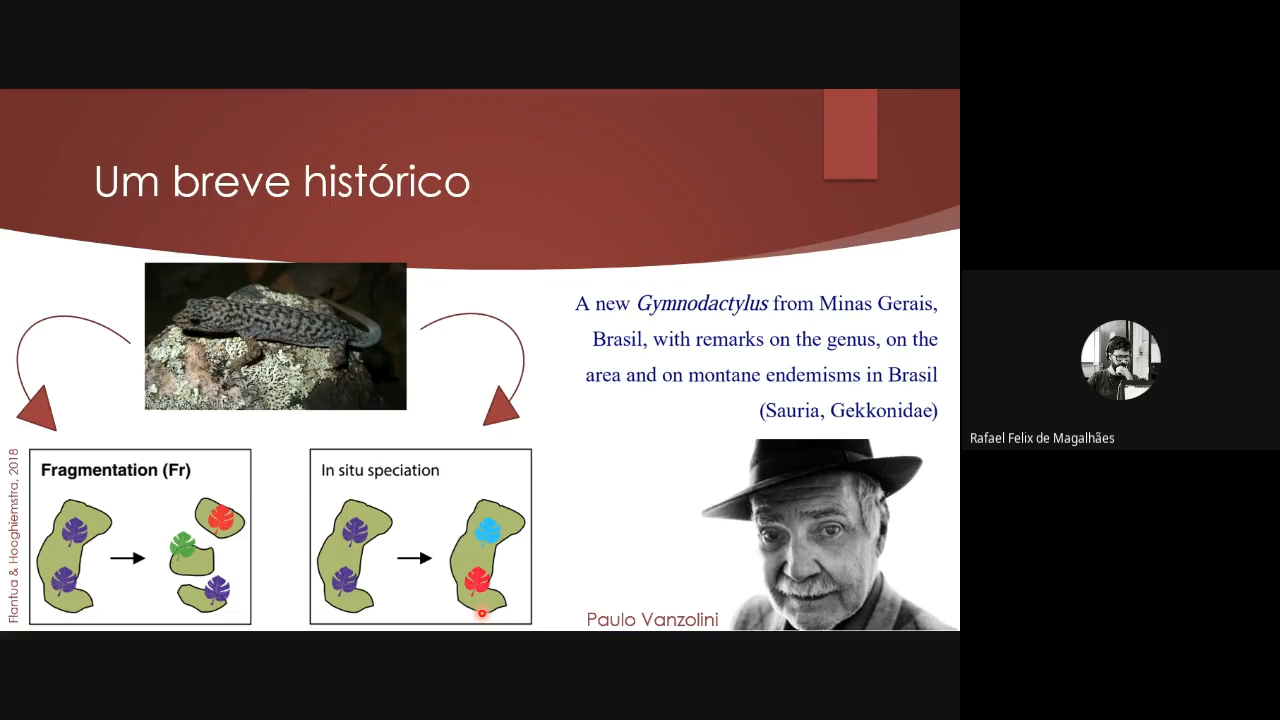 Um breve histórico
A new Gymnodactylus from Minas Gerais,
Brasil, with remarks on the genus, on the
area and on montane endemisms in Brasil
(Sauria, Gekkonidae)
Flantua & Hooghiemstra, 2018
Fragmentation (Fr)
In situ speciation
Paulo Vanzolini
Rafael Felix de Magalhães